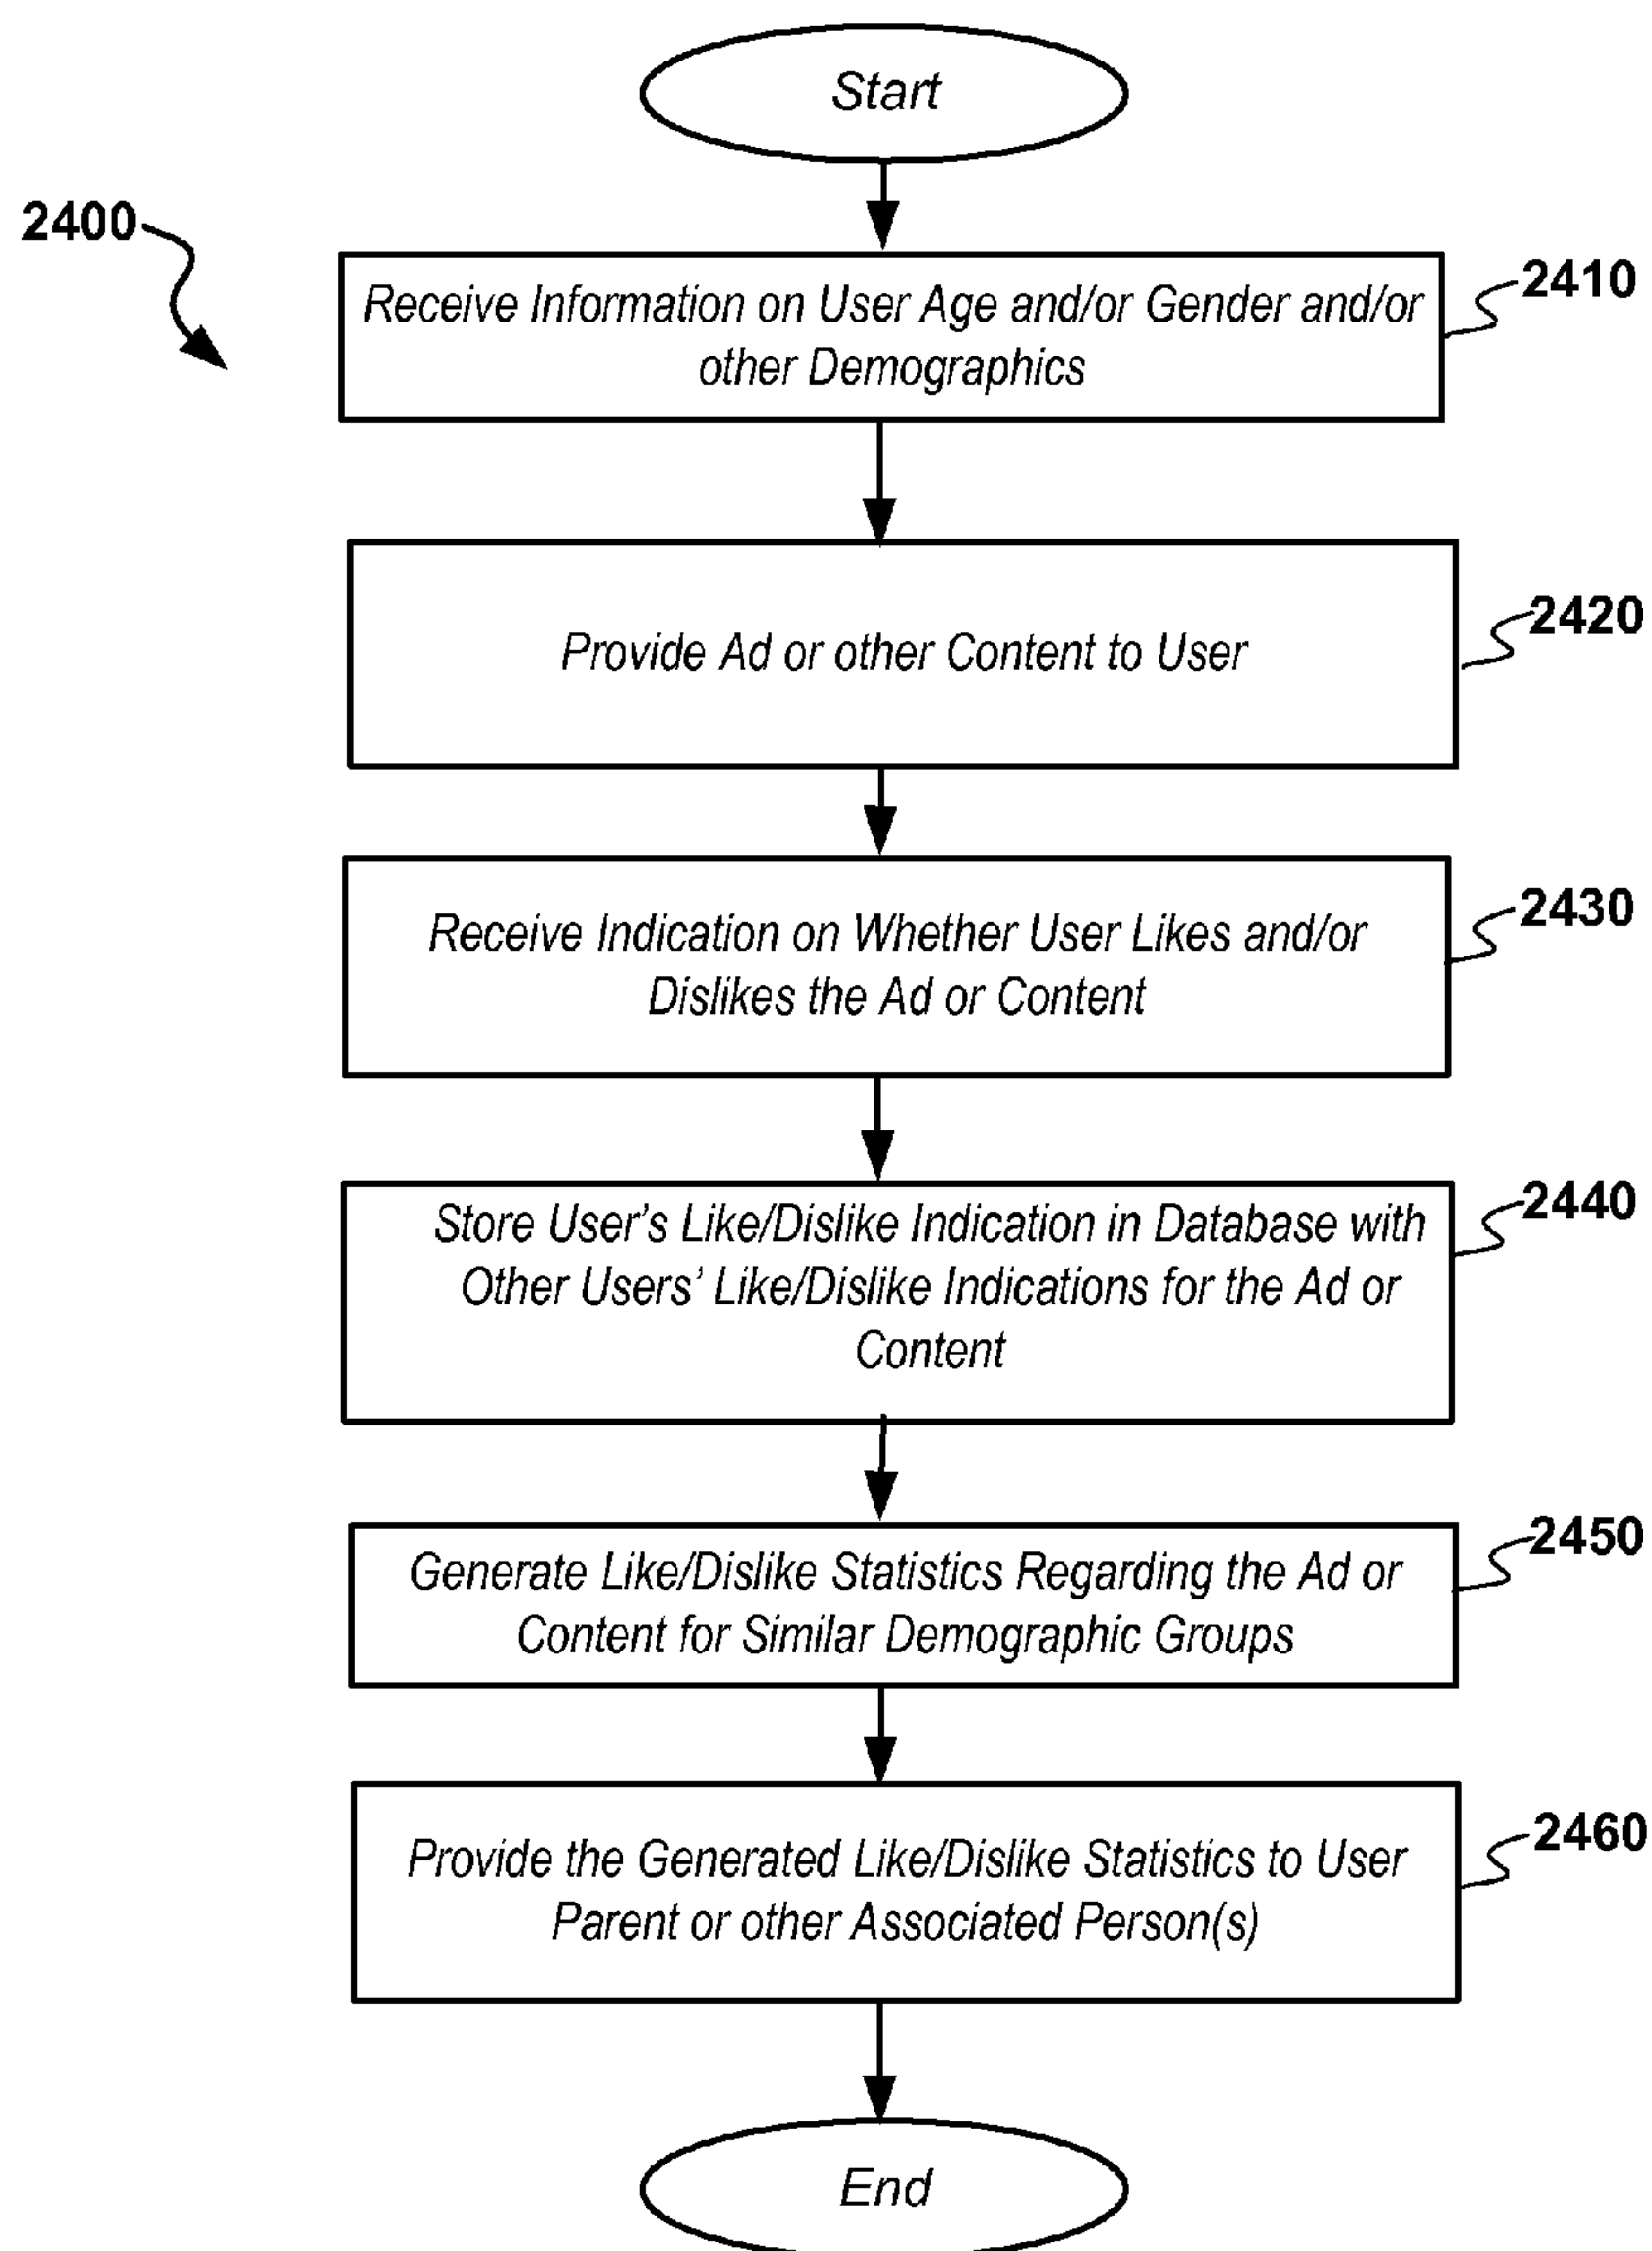 Start
2400
Receive Information on User Age and/or Gender and/or
other Demographics
2410
Provide Ad or other Content to User
2420
Receive Indication on Whether User Likes and/or
Dislikes the Ad or Content
2430
Store User's Like/Dislike Indication in Database with
Other Users' Like/Dislike Indications for the Ad or
Content
2440
Generate Like/Dislike Statistics Regarding the Ad or
Content for Similar Demographic Groups
2450
Provide the Generated Like/Dislike Statistics to User
Parent or other Associated Person(s)
2460
End